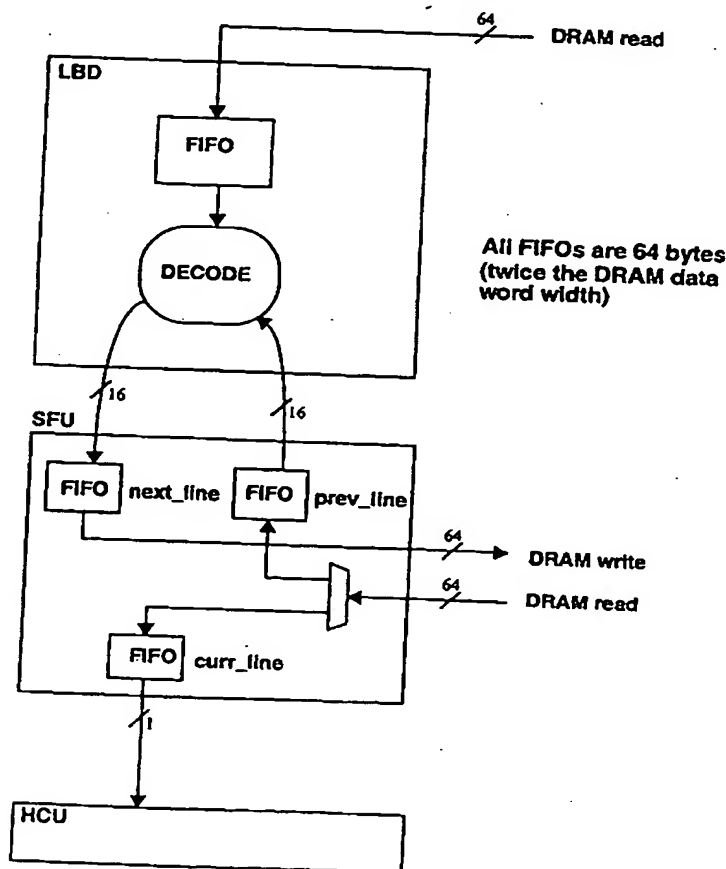 64
DRAM read
LBD
FIFO
DECODE
All FIFOs are 64 bytes
(twice the DRAM data
word width)
16
16
SFU
FIFO
next_line
FIFO
prev_line
64
DRAM write
64
DRAM read
FIFO
curr_line
1
HCU